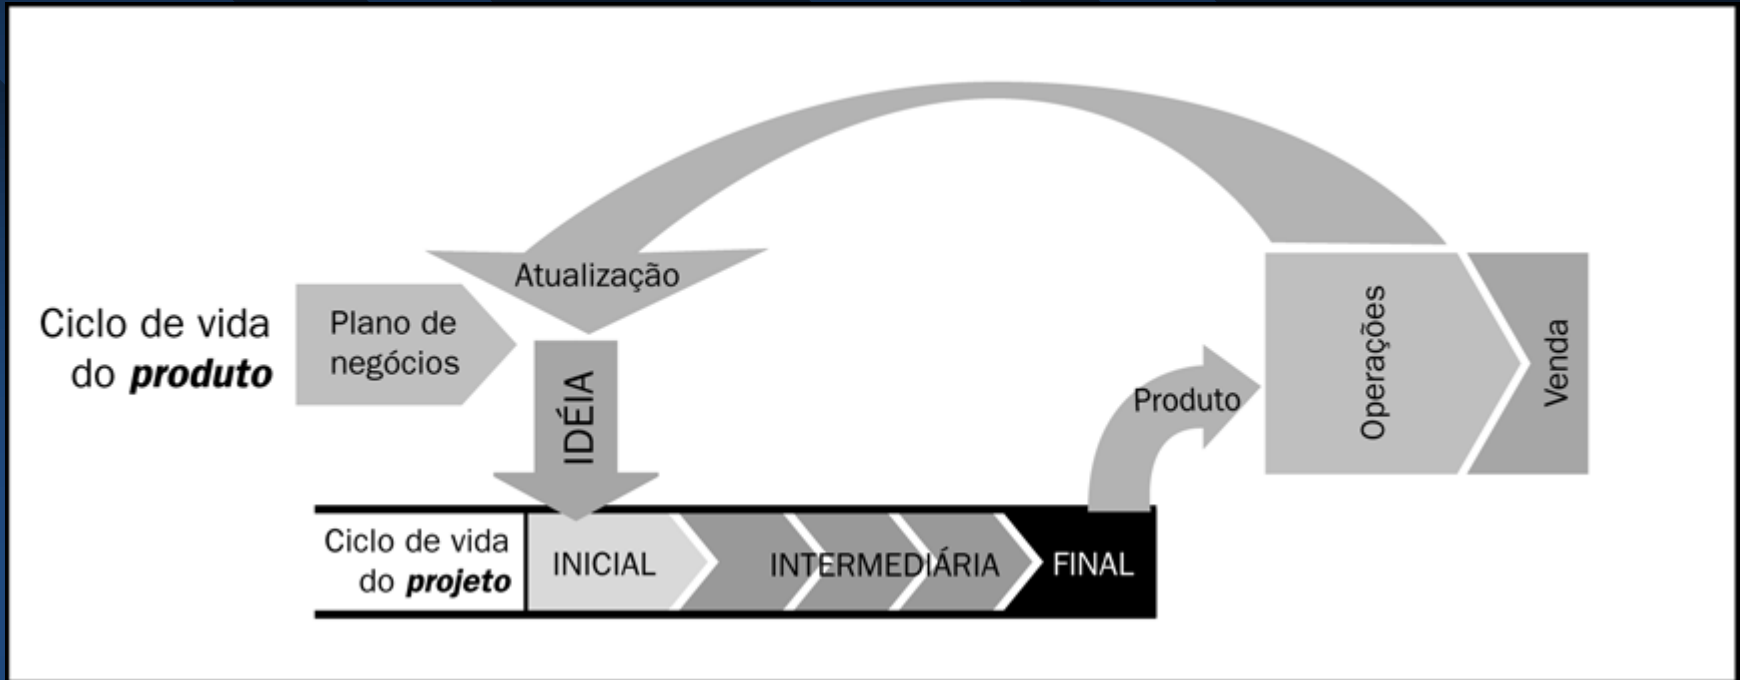 Atualização
Ciclo de vida
do produto
Plano de
negócios
IDÉIA
Produto
Operações
Venda
Ciclo de vida
do projeto
INICIAL
INTERMEDIÁRIA
FINAL